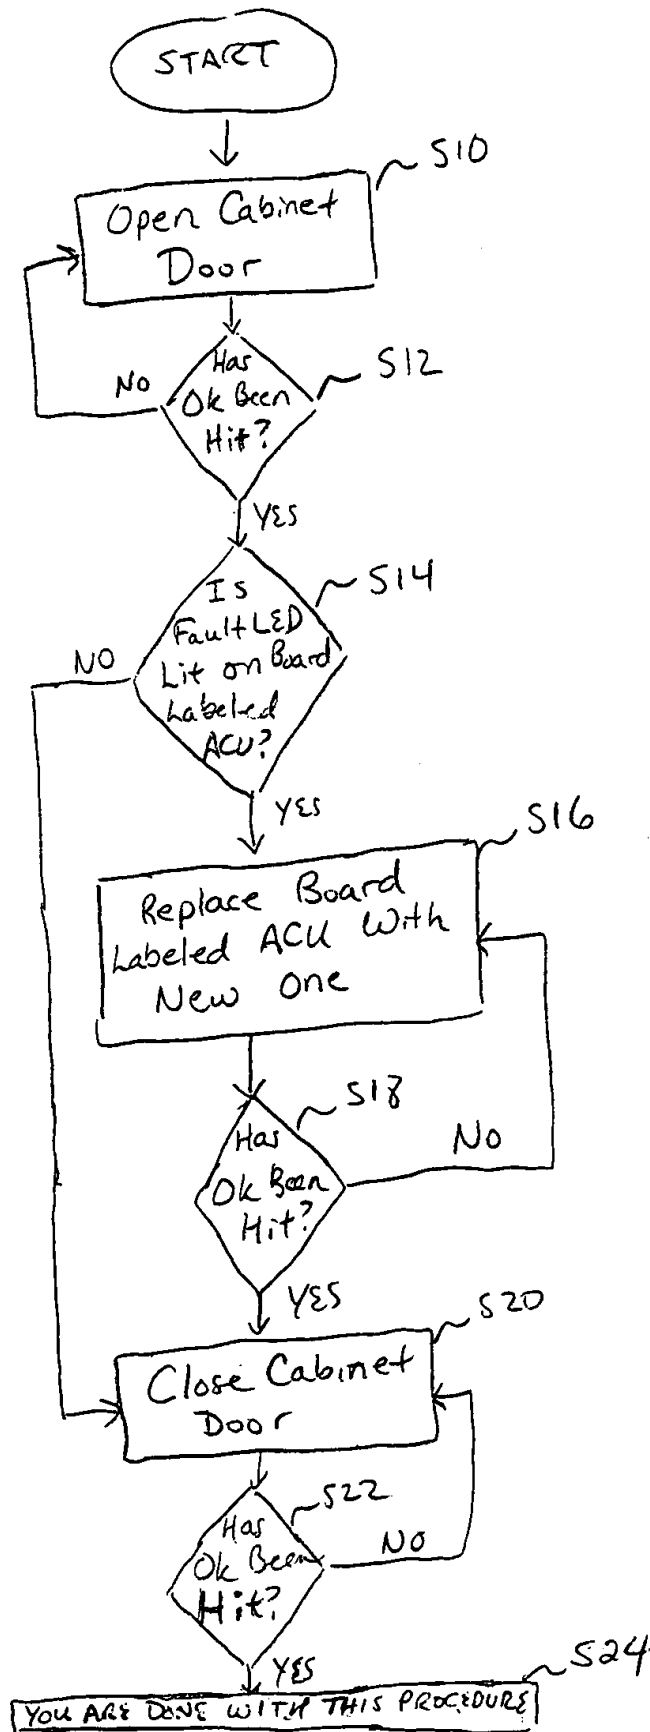 START
S10
Open Cabinet
Door
Has
Ok Been
Hit?
S12
NO
YES
Is
Fault LED
Lit on Board
Labeled
ACU?
S14
NO
YES
S16
Replace Board
Labeled ACU With
New One
S18
Has
Ok Been
Hit?
No
YES
S20
Close Cabinet
Door
S22
Has
Ok Been
Hit?
NO
YES
S24
YOU ARE DONE WITH THIS PROCEDURE